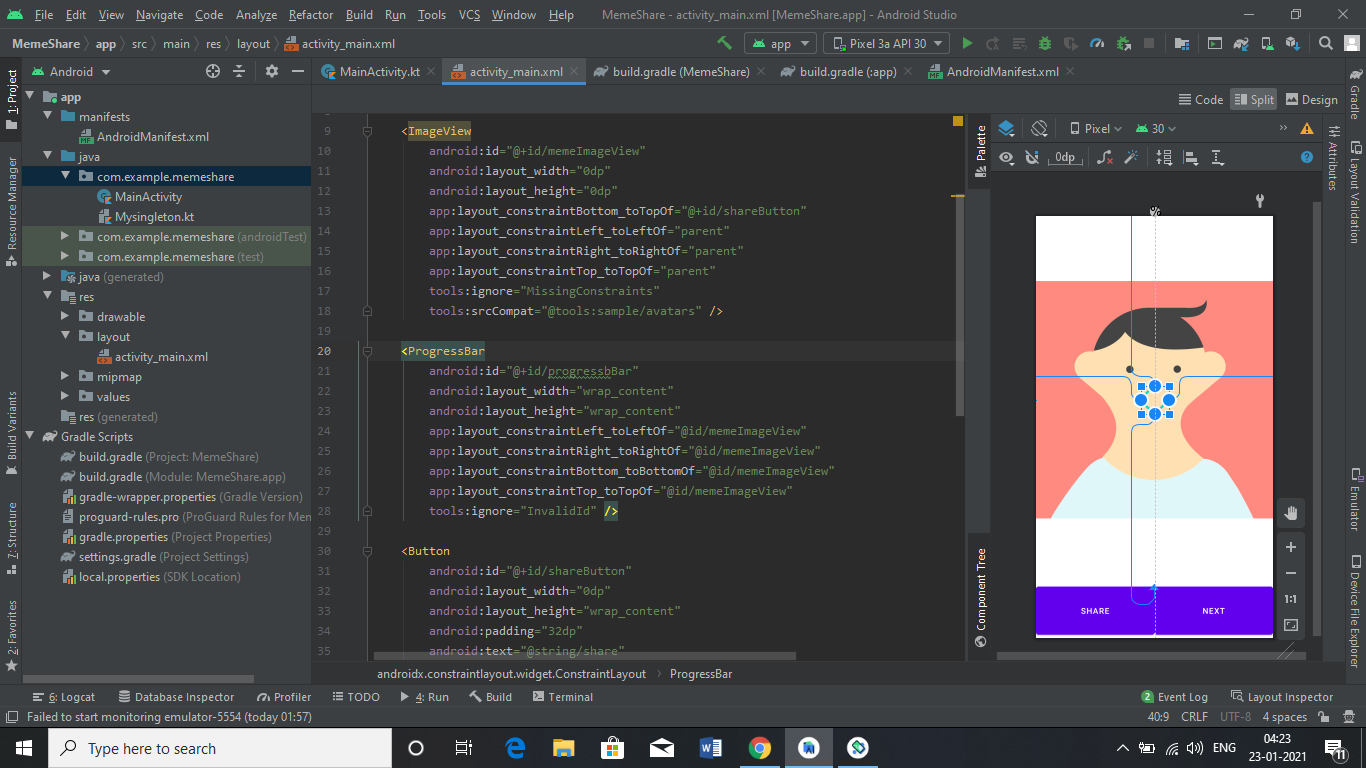 File Edit View Navigate Code Analyze Refactor Build Run Tools VCS Window Help MemeShare - activity_main.xml [MemeShare.app] - Android Studio
MemeShare app src main res layout activity_main.xml app Pixel 3a API 30
Android MainActivity.kt activity_main.xml build.gradle (MemeShare) build.gradle (:app) AndroidManifest.xml
Code Split Design
1: Project
Resource Manager
Build Variants
7: Structure
2: Favorites
app
manifests
AndroidManifest.xml
java
com.example.memeshare
MainActivity
Mysingleton.kt
com.example.memeshare (androidTest)
com.example.memeshare (test)
java (generated)
res
drawable
layout
activity_main.xml
mipmap
values
res (generated)
Gradle Scripts
build.gradle (Project: MemeShare)
build.gradle (Module: MemeShare.app)
gradle-wrapper.properties (Gradle Version)
proguard-rules.pro (ProGuard Rules for Mem
gradle.properties (Project Properties)
settings.gradle (Project Settings)
local.properties (SDK Location)
9 <ImageView
10 android:id="@+id/memeImageView"
11 android:layout_width="0dp"
12 android:layout_height="0dp"
13 app:layout_constraintBottom_toTopOf="@+id/shareButton"
14 app:layout_constraintLeft_toLeftOf="parent"
15 app:layout_constraintRight_toRightOf="parent"
16 app:layout_constraintTop_toTopOf="parent"
17 tools:ignore="MissingConstraints"
18 tools:srcCompat="@tools:sample/avatars" />
19
20 <ProgressBar
21 android:id="@+id/progressbBar"
22 android:layout_width="wrap_content"
23 android:layout_height="wrap_content"
24 app:layout_constraintLeft_toLeftOf="@id/memeImageView"
25 app:layout_constraintRight_toRightOf="@id/memeImageView"
26 app:layout_constraintBottom_toBottomOf="@id/memeImageView"
27 app:layout_constraintTop_toTopOf="@id/memeImageView"
28 tools:ignore="InvalidId" />
29
30 <Button
31 android:id="@+id/shareButton"
32 android:layout_width="0dp"
33 android:layout_height="wrap_content"
34 android:padding="32dp"
35 android:text="@string/share"
androidx.constraintlayout.widget.ConstraintLayout ProgressBar
Palette
Component Tree
Pixel 30
0dp
SHARE NEXT
1:1
Attributes
Gradle
Layout Validation
Emulator
Device File Explorer
6: Logcat Database Inspector Profiler TODO 4: Run Build Terminal 2 Event Log Layout Inspector
Failed to start monitoring emulator-5554 (today 01:57) 40:9 CRLF UTF-8 4 spaces
Type here to search ENG 04:23
23-01-2021 11